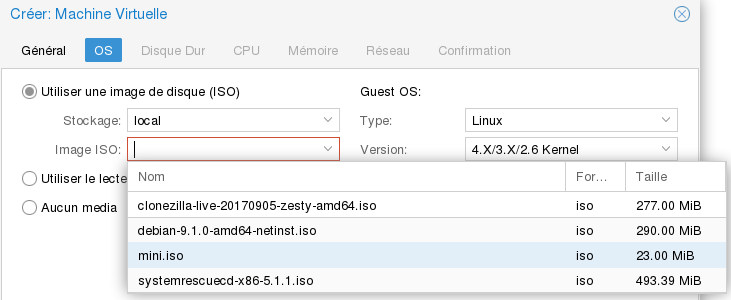 Créer: Machine Virtuelle
Général OS Disque Dur CPU Mémoire Réseau Confirmation
Utiliser une image de disque (ISO) Guest OS:
Stockage: local Type: Linux
Image ISO: Version: 4.X/3.X/2.6 Kernel
Utiliser le lecte
Nom For... Taille
Aucun media
clonezilla-live-20170905-zesty-amd64.iso iso 277.00 MiB
debian-9.1.0-amd64-netinst.iso iso 290.00 MiB
mini.iso iso 23.00 MiB
systemrescuecd-x86-5.1.1.iso iso 493.39 MiB